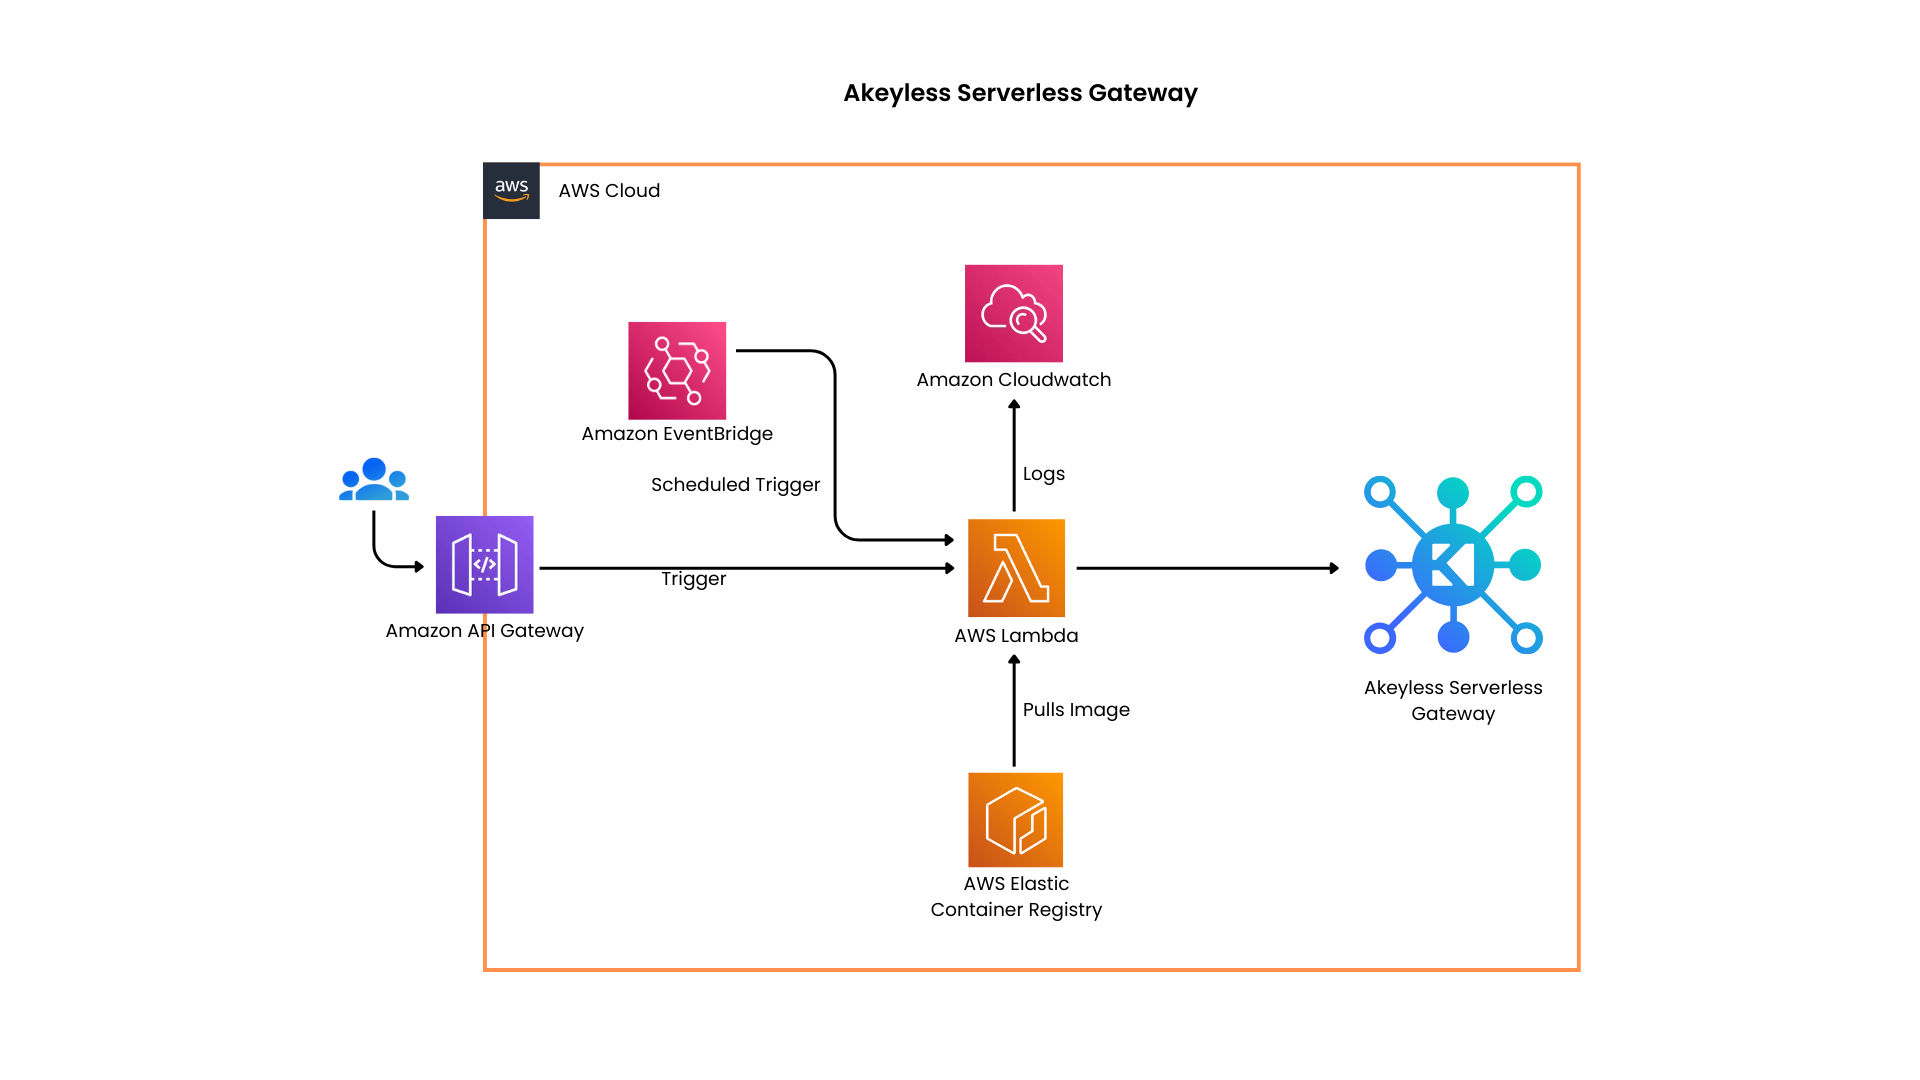 Akeyless Serverless Gateway
aws
AWS Cloud
Amazon Cloudwatch
Amazon EventBridge
Logs
Scheduled Trigger
</>
Trigger
Amazon API Gateway
AWS Lambda
Akeyless Serverless
Gateway
Pulls Image
AWS Elastic
Container Registry